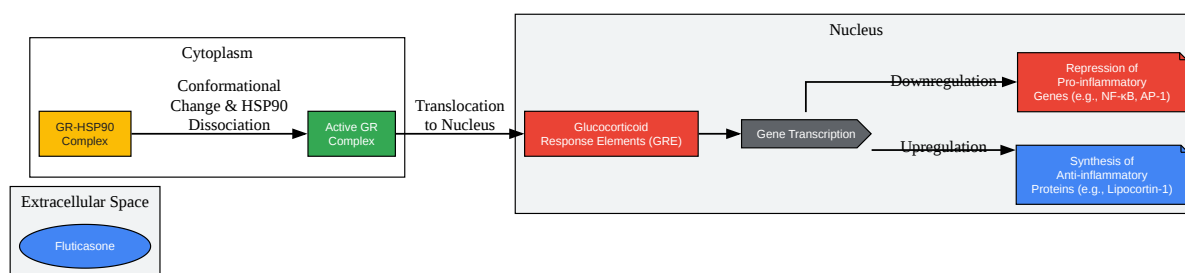 Nucleus
Cytoplasm
Repression of
Pro-inflammatory
Genes (e.g., NF-κB, AP-1)
Downregulation
Conformational
Change & HSP90
Dissociation
Translocation
to Nucleus
GR-HSP90
Complex
Active GR
Complex
Glucocorticoid
Response Elements (GRE)
Gene Transcription
Upregulation
Synthesis of
Anti-inflammatory
Proteins (e.g., Lipocortin-1)
Extracellular Space
Fluticasone